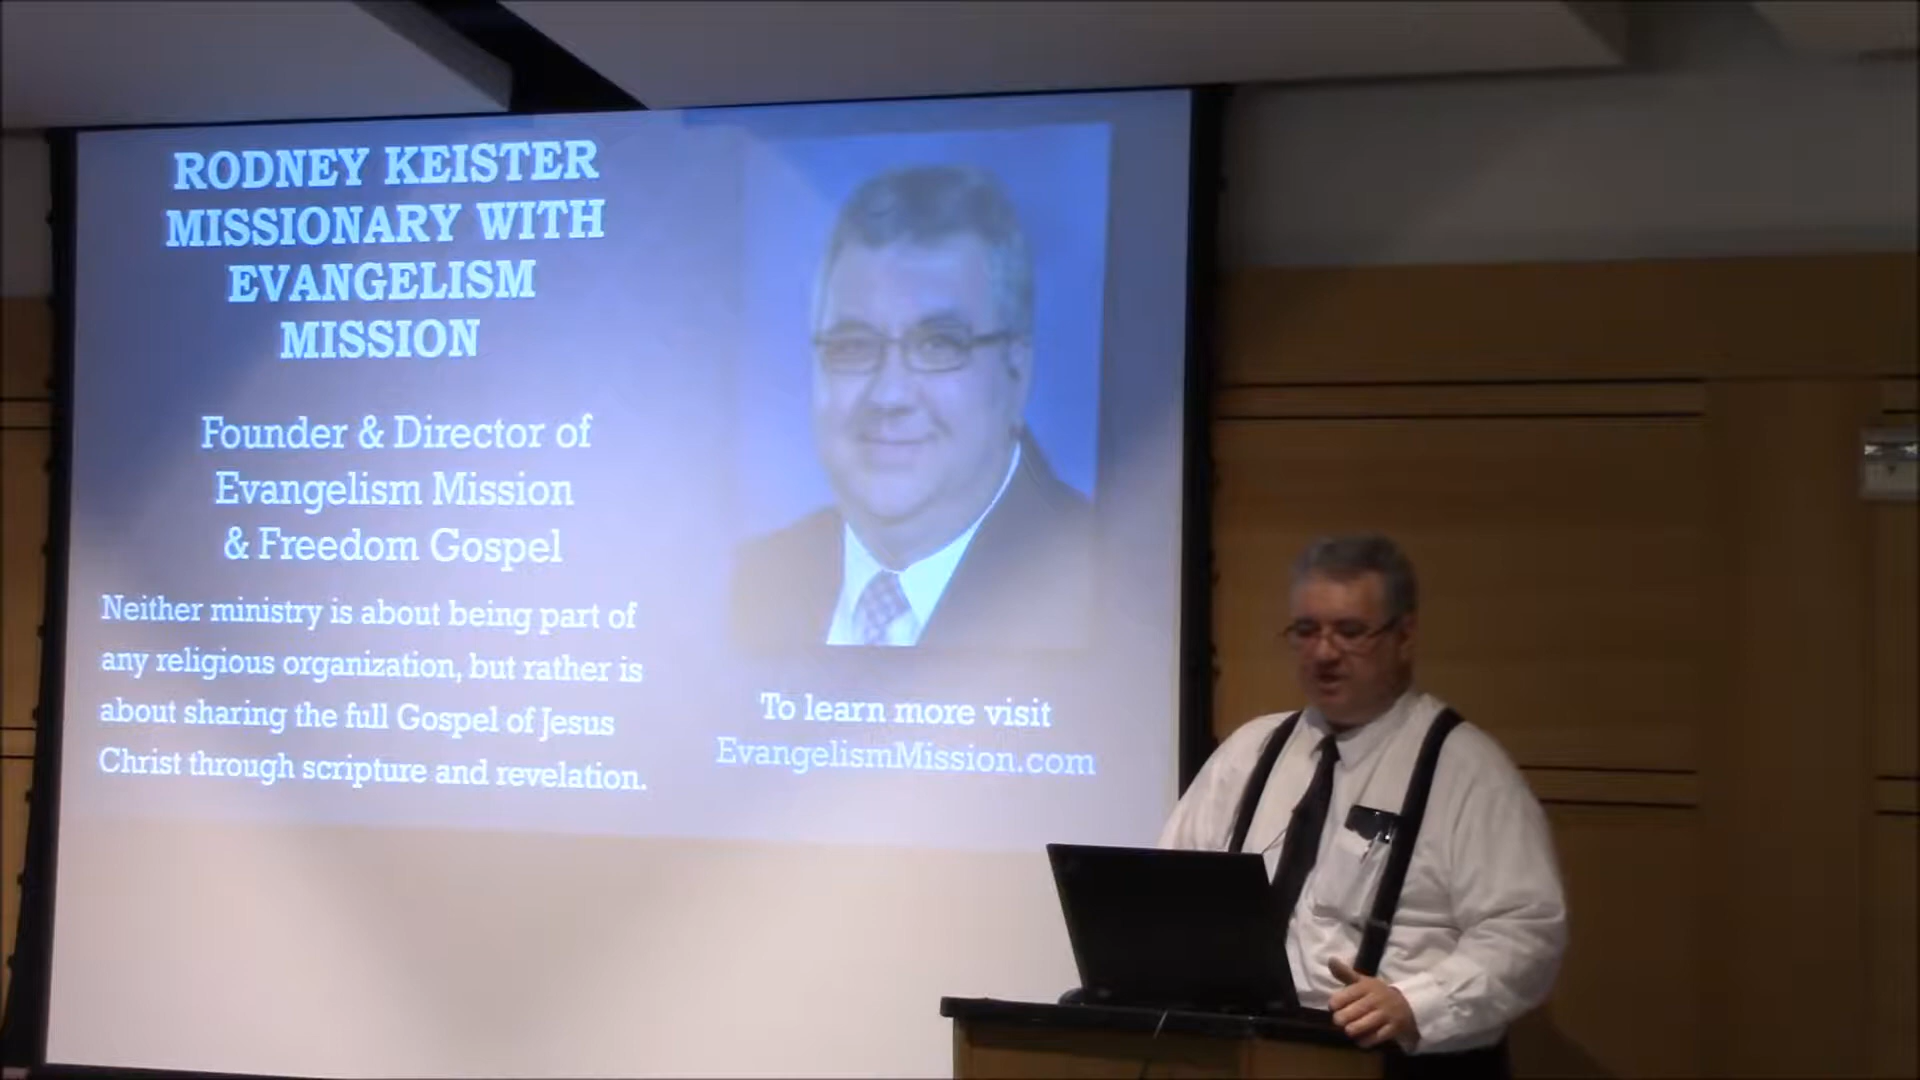 RODNEY KEISTER
MISSIONARY WITH
EVANGELISM
MISSION
Founder & Director of
Evangelism Mission
& Freedom Gospel
Neither ministry is about being part of
any religious organization, but rather is
about sharing the full Gospel of Jesus
Christ through scripture and revelation.
To learn more visit
EvangelismMission.com